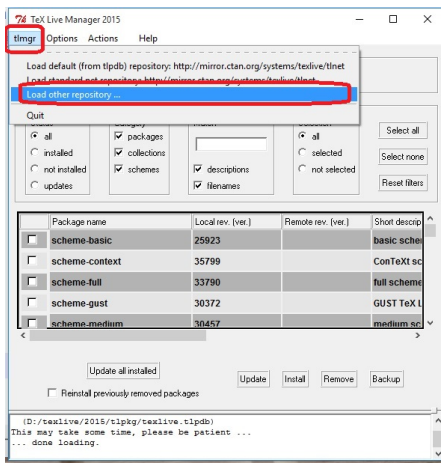 TeX Live Manager 2015
tlmgr Options Actions Help
Load default (from tlpdb) repository: http://mirror.ctan.org/systems/texlive/tlnet
Load standard net repository: http://mirror.ctan.org/systems/texlive/tlnet
Load other repository ...
Quit
all
installed
not installed
updates
packages
collections
schemes
descriptions
filenames
all
selected
not selected
Select all
Select none
Reset filters
Package name Local rev. (ver.) Remote rev. (ver.) Short descrip
scheme-basic 25923 basic scher
scheme-context 35799 ConTeXt sc
scheme-full 33790 full scheme
scheme-gust 30372 GUST TeX L
scheme-medium 30457 medium sc
Update all installed
Reinstall previously removed packages
Update Install Remove Backup
(D:/texlive/2015/tlpkg/texlive.tlpdb)
This may take some time, please be patient ...
... done loading.